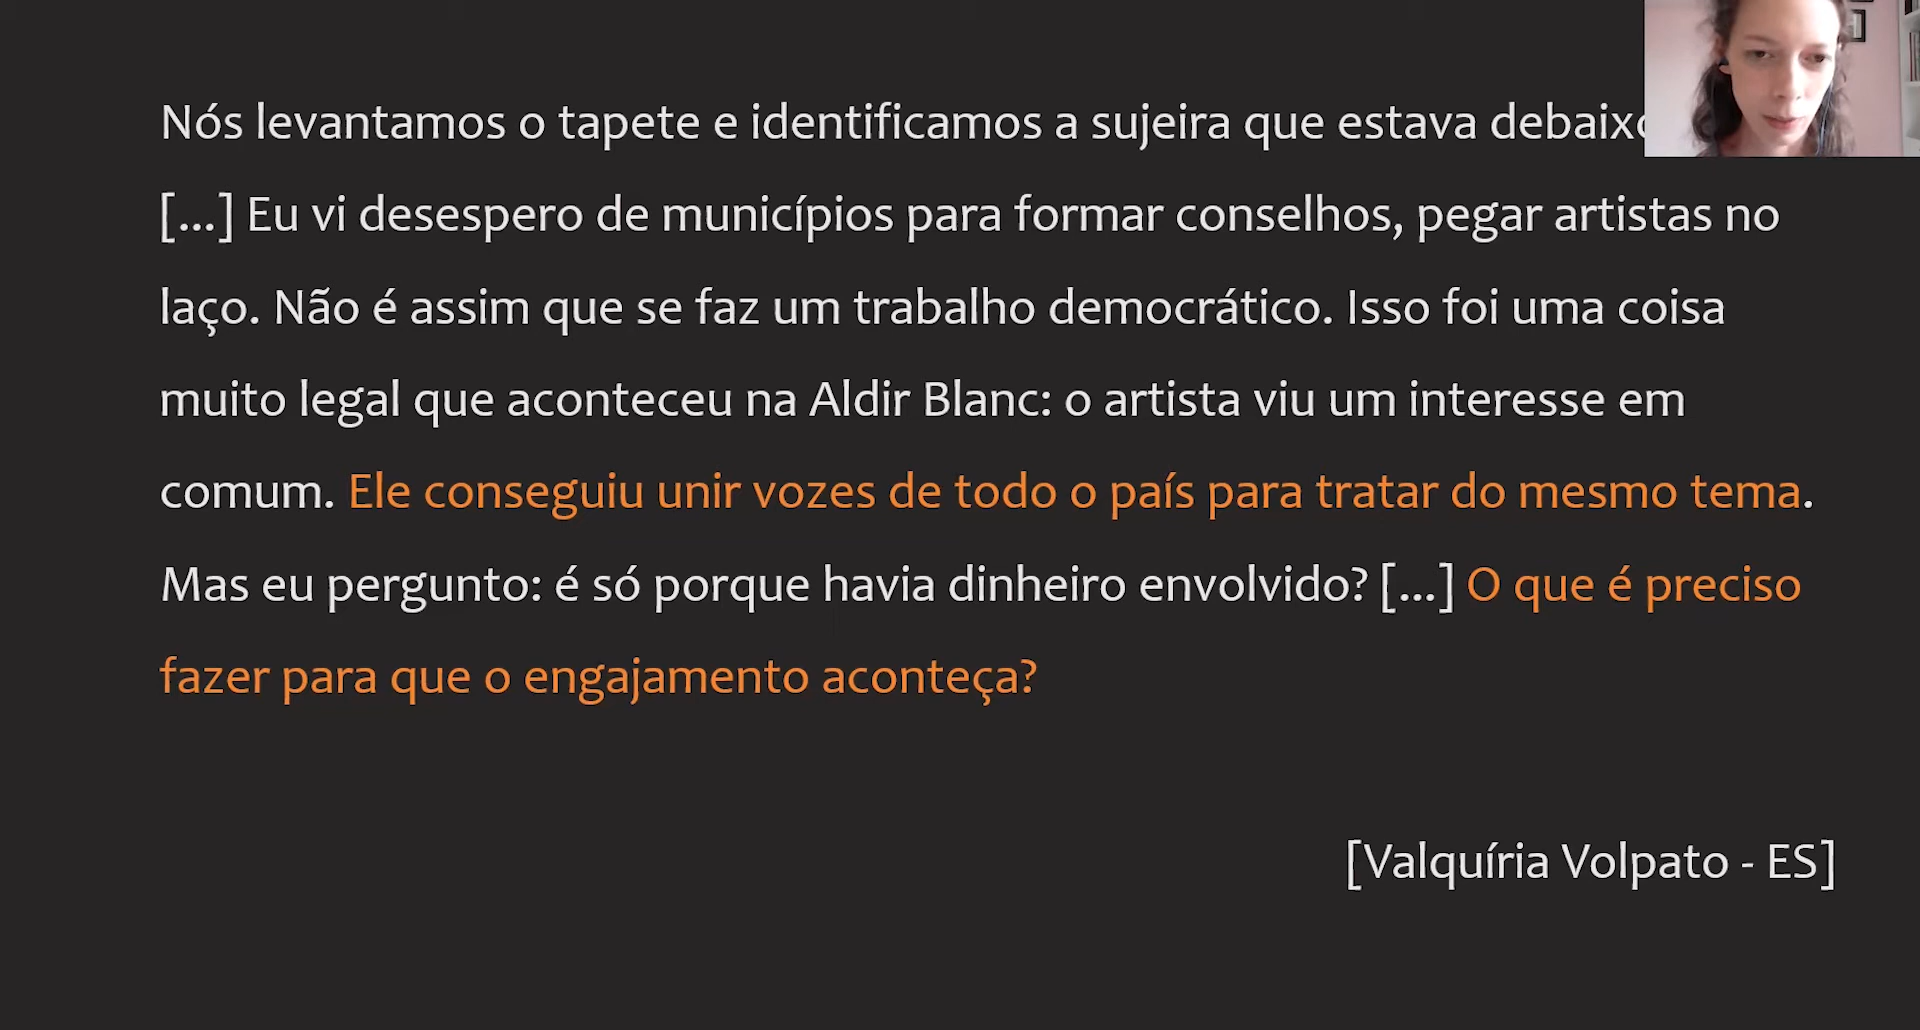 Nós levantamos o tapete e identificamos a sujeira que estava
[...] Eu vi desespero de municípios para formar conselhos, pegar artistas no
laço. Não é assim que se faz um trabalho democrático. Isso foi uma coisa
muito legal que aconteceu na Aldir Blanc: o artista viu um interesse em
comum. Ele conseguiu unir vozes de todo o país para tratar do mesmo tema.
Mas eu pergunto: é só porque havia dinheiro envolvido? [...] O que é preciso
fazer para que o engajamento aconteça?
[Valquíria Volpato - ES]